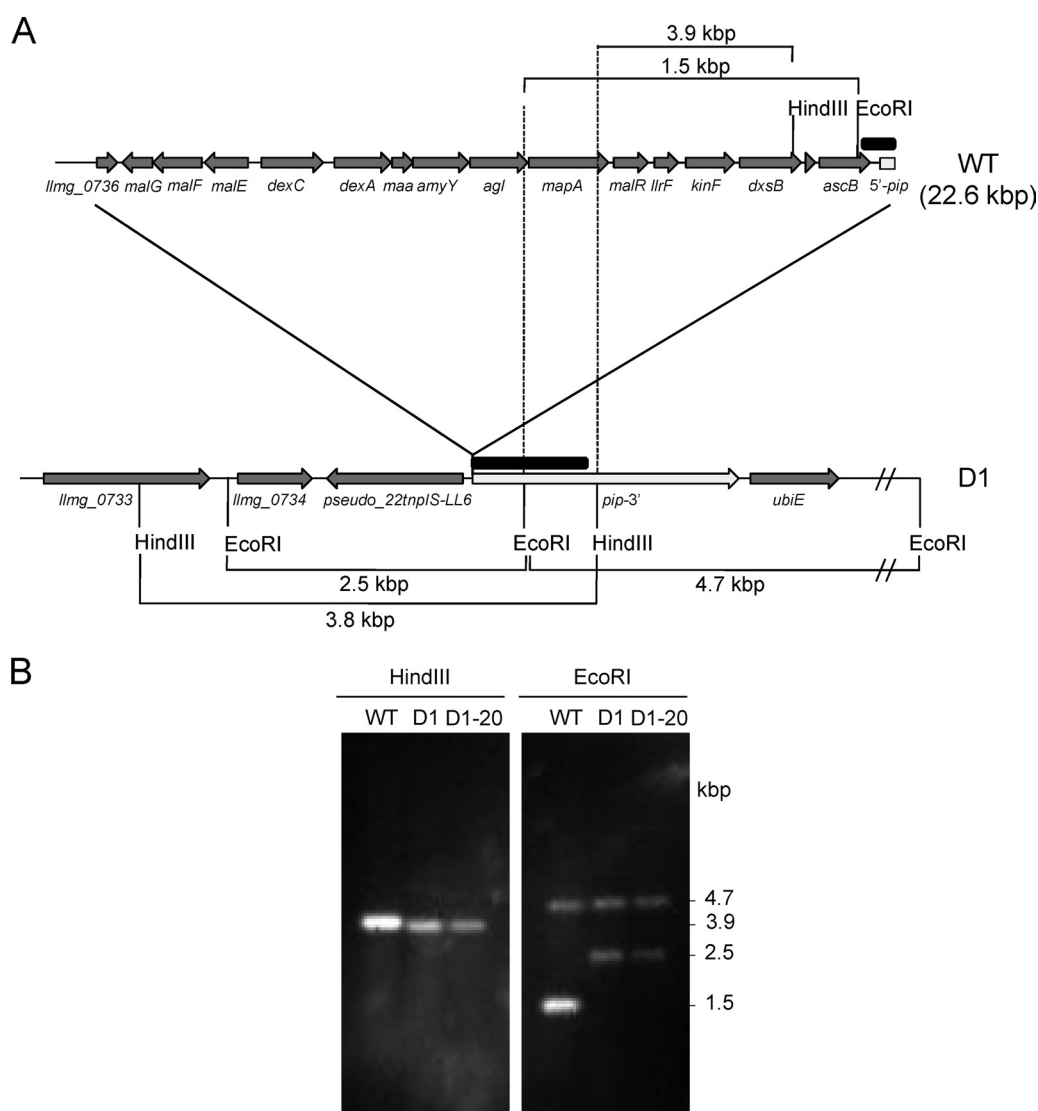 A
3.9 kbp
1.5 kbp
HindIII EcoRI
llmg_0736 malG malF malE dexC dexA maa amyY agl mapA malR llrF kinF dxsB ascB 5'-pip
WT
(22.6 kbp)
llmg_0733 llmg_0734 pseudo_22tnpIS-LL6 pip-3' ubiE
D1
HindIII EcoRI EcoRI HindIII EcoRI
2.5 kbp 4.7 kbp
3.8 kbp
B
HindIII EcoRI
WT D1 D1-20 WT D1 D1-20
kbp
4.7
3.9
2.5
1.5